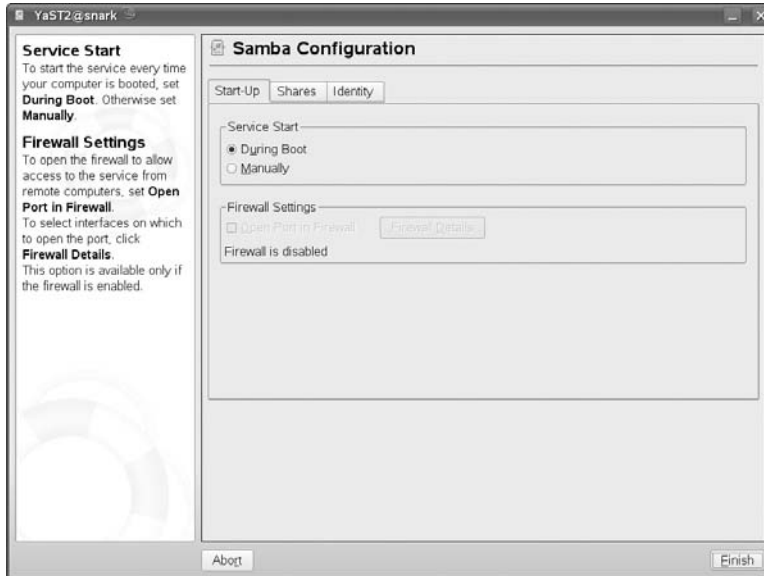 YaST2@snark
Service Start
To start the service every time
your computer is booted, set
During Boot. Otherwise set
Manually.
Firewall Settings
To open the firewall to allow
access to the service from
remote computers, set Open
Port in Firewall.
To select interfaces on which
to open the port, click
Firewall Details.
This option is available only if
the firewall is enabled.
Samba Configuration
Start-Up Shares Identity
Service Start
During Boot
Manually
Firewall Settings
Open Port in Firewall Firewall Details
Firewall is disabled
Abort Finish